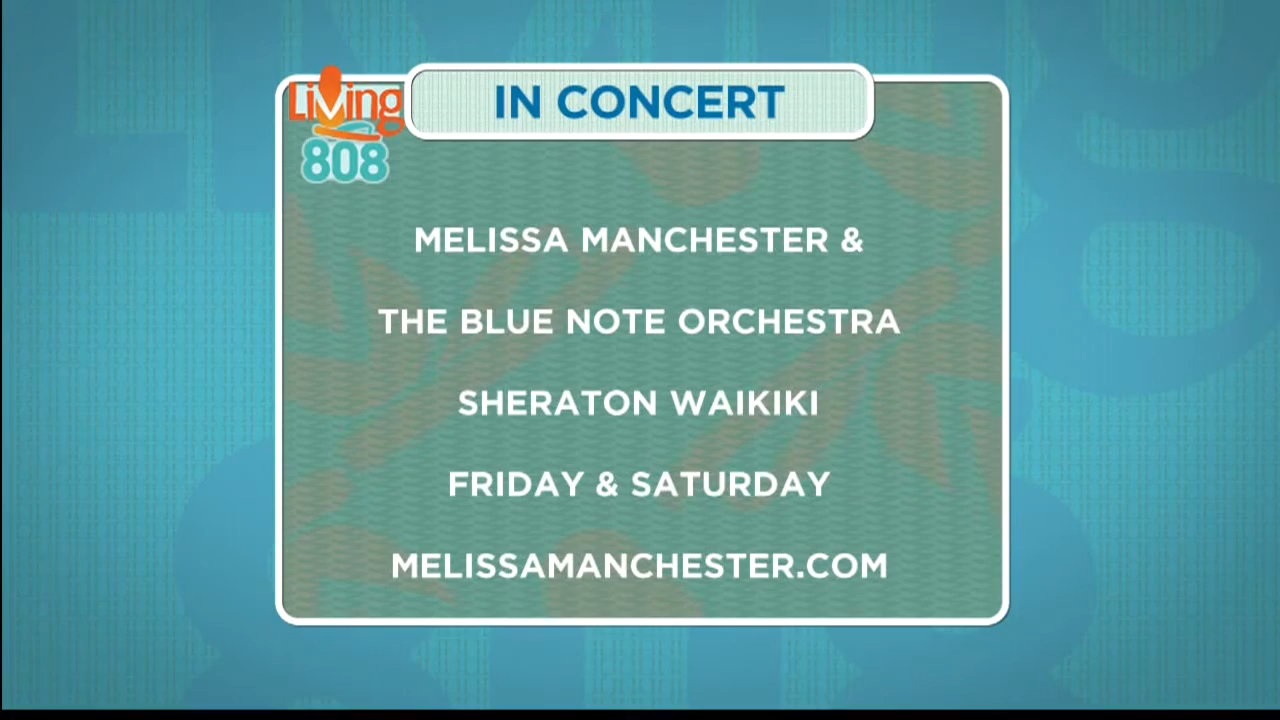 Living
808
IN CONCERT
MELISSA MANCHESTER &
THE BLUE NOTE ORCHESTRA
SHERATON WAIKIKI
FRIDAY & SATURDAY
MELISSAMANCHESTER.COM